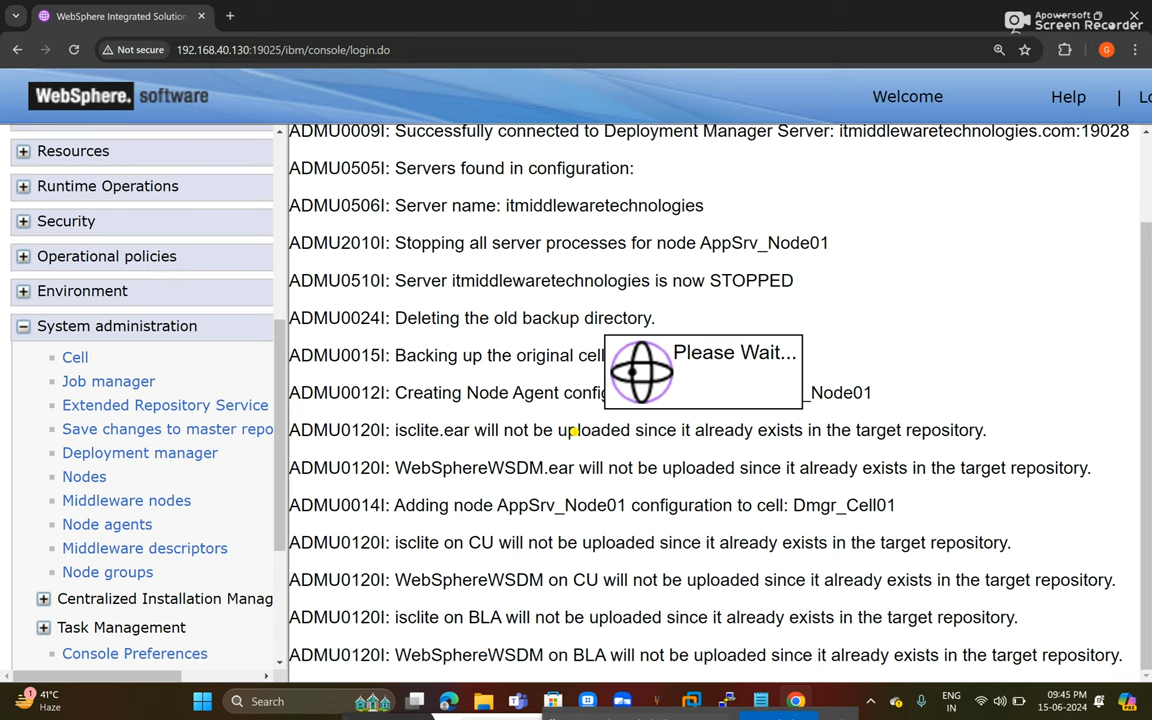 WebSphere Integrated Solution
Apowersoft
Screen Recorder
Not secure
192.168.40.130:19025/ibm/console/login.do
G
WebSphere. software
Welcome
Help
|
Lo
Resources
Runtime Operations
Security
Operational policies
Environment
System administration
Cell
Job manager
Extended Repository Service
Save changes to master repo
Deployment manager
Nodes
Middleware nodes
Node agents
Middleware descriptors
Node groups
Centralized Installation Manag
Task Management
Console Preferences
ADMU0009I: Successfully connected to Deployment Manager Server: itmiddlewaretechnologies.com:19028
ADMU0505I: Servers found in configuration:
ADMU0506I: Server name: itmiddlewaretechnologies
ADMU2010I: Stopping all server processes for node AppSrv_Node01
ADMU0510I: Server itmiddlewaretechnologies is now STOPPED
ADMU0024I: Deleting the old backup directory.
ADMU0015I: Backing up the original cell
Please Wait...
ADMU0012I: Creating Node Agent config _Node01
ADMU0120I: isclite.ear will not be uploaded since it already exists in the target repository.
ADMU0120I: WebSphereWSDM.ear will not be uploaded since it already exists in the target repository.
ADMU0014I: Adding node AppSrv_Node01 configuration to cell: Dmgr_Cell01
ADMU0120I: isclite on CU will not be uploaded since it already exists in the target repository.
ADMU0120I: WebSphereWSDM on CU will not be uploaded since it already exists in the target repository.
ADMU0120I: isclite on BLA will not be uploaded since it already exists in the target repository.
ADMU0120I: WebSphereWSDM on BLA will not be uploaded since it already exists in the target repository.
1
41°C
Haze
Search
ENG
IN
09:45 PM
15-06-2024